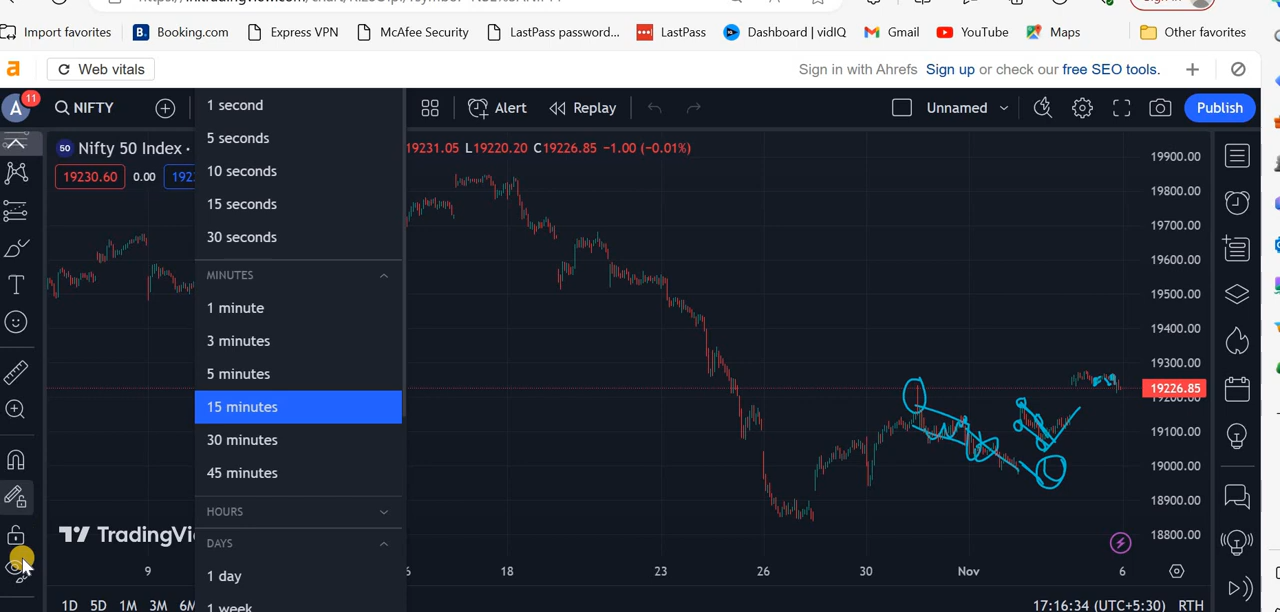 Import favorites
B. Booking.com
Express VPN
McAfee Security
LastPass password...
LastPass
Dashboard | vidIQ
Gmail
YouTube
Maps
Other favorites
a
Web vitals
Sign in with Ahrefs Sign up or check our free SEO tools.
A 11
NIFTY
Alert
Replay
Unnamed
Publish
50 Nifty 50 Index ·
19231.05 L19220.20 C19226.85 −1.00 (−0.01%)
19230.60
0.00
1 second
5 seconds
10 seconds
15 seconds
30 seconds
MINUTES
1 minute
3 minutes
5 minutes
15 minutes
30 minutes
45 minutes
HOURS
DAYS
1 day
1 week
19900.00
19800.00
19700.00
19600.00
19500.00
19400.00
19300.00
19226.85
19200.00
19100.00
19000.00
18900.00
18800.00
9
18
23
26
30
Nov
6
1D 5D 1M 3M
17:16:34 (UTC+5:30) RTH